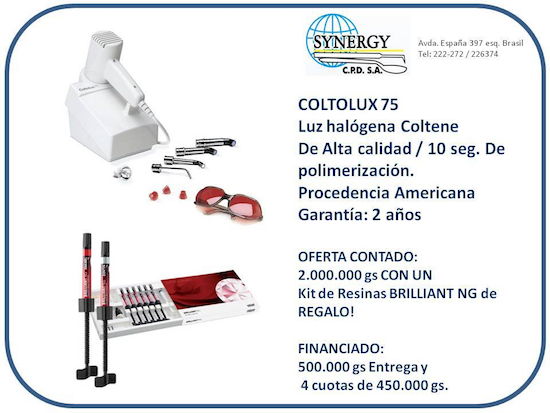 SYNERGY
C.P.D. S.A.
Avda. España 397 esq. Brasil
Tel: 222-272 / 226374
COLTOLUX 75
Luz halógena Coltene
De Alta calidad / 10 seg. De
polimerización.
Procedencia Americana
Garantía: 2 años
OFERTA CONTADO:
2.000.000 gs CON UN
Kit de Resinas BRILLIANT NG de
REGALO!
FINANCIADO:
500.000 gs Entrega y
4 cuotas de 450.000 gs.